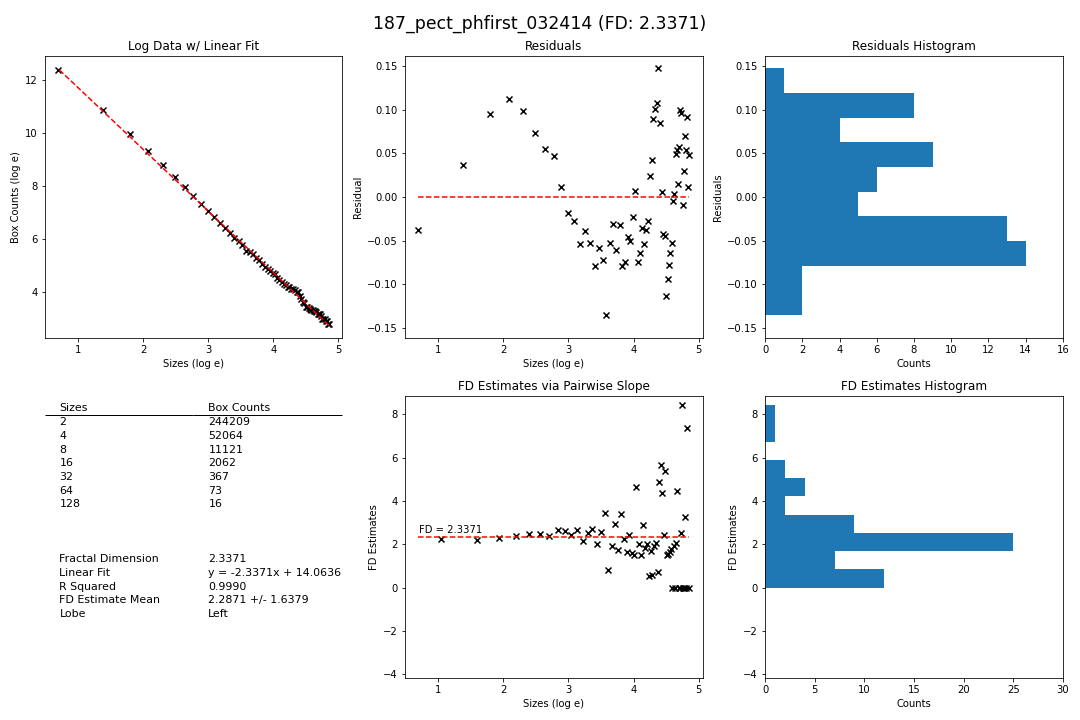 187_pect_phfirst_032414 (FD: 2.3371)
Log Data w/ Linear Fit
Box Counts (log e)
12
10
8
6
4
1 2 3 4 5
Sizes (log e)
Residuals
Residual
0.15
0.10
0.05
0.00
−0.05
−0.10
−0.15
1 2 3 4 5
Sizes (log e)
Residuals Histogram
Residuals
0.15
0.10
0.05
0.00
−0.05
−0.10
−0.15
0 2 4 6 8 10 12 14 16
Counts
Sizes Box Counts
2 244209
4 52064
8 11121
16 2062
32 367
64 73
128 16
Fractal Dimension 2.3371
Linear Fit y = -2.3371x + 14.0636
R Squared 0.9990
FD Estimate Mean 2.2871 +/- 1.6379
Lobe Left
FD Estimates via Pairwise Slope
FD Estimates
8
6
4
FD = 2.3371
2
0
−2
−4
1 2 3 4 5
Sizes (log e)
FD Estimates Histogram
FD Estimates
8
6
4
2
0
−2
−4
0 5 10 15 20 25 30
Counts